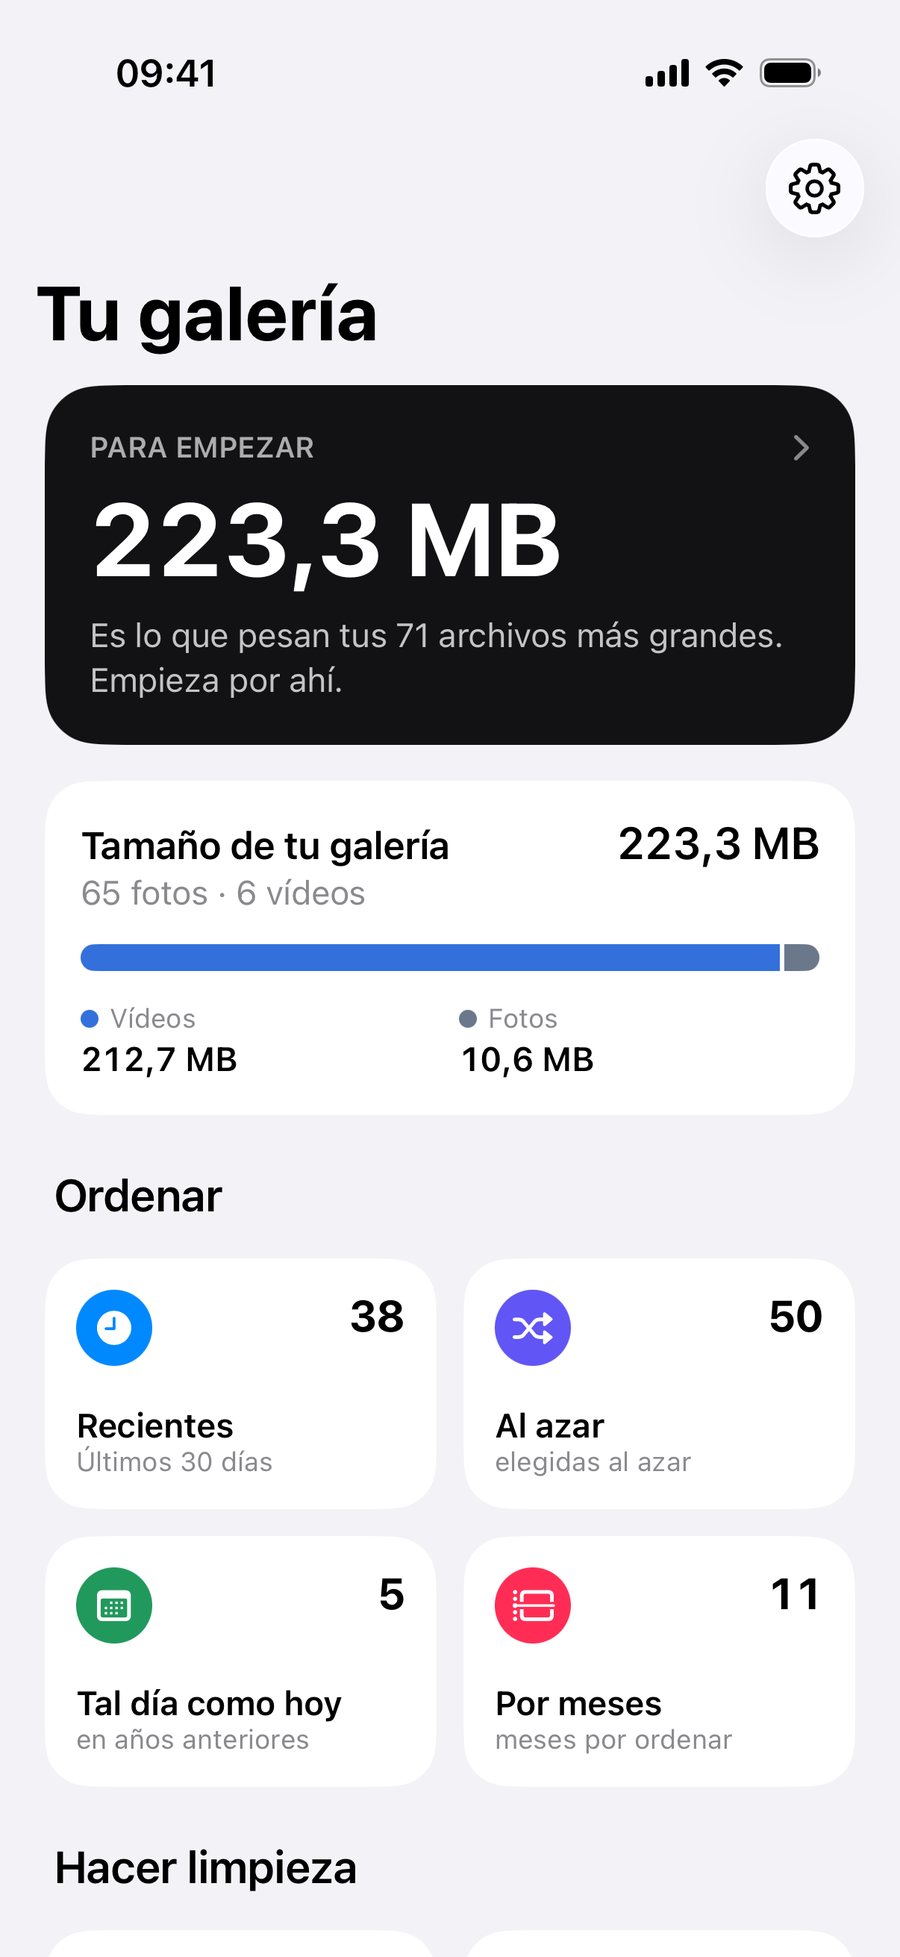 09:41
Tu galería
PARA EMPEZAR
223,3 MB
Es lo que pesan tus 71 archivos más grandes.
Empieza por ahí.
Tamaño de tu galería
223,3 MB
65 fotos · 6 vídeos
Vídeos
212,7 MB
Fotos
10,6 MB
Ordenar
38
Recientes
Últimos 30 días
50
Al azar
elegidas al azar
5
Tal día como hoy
en años anteriores
11
Por meses
meses por ordenar
Hacer limpieza